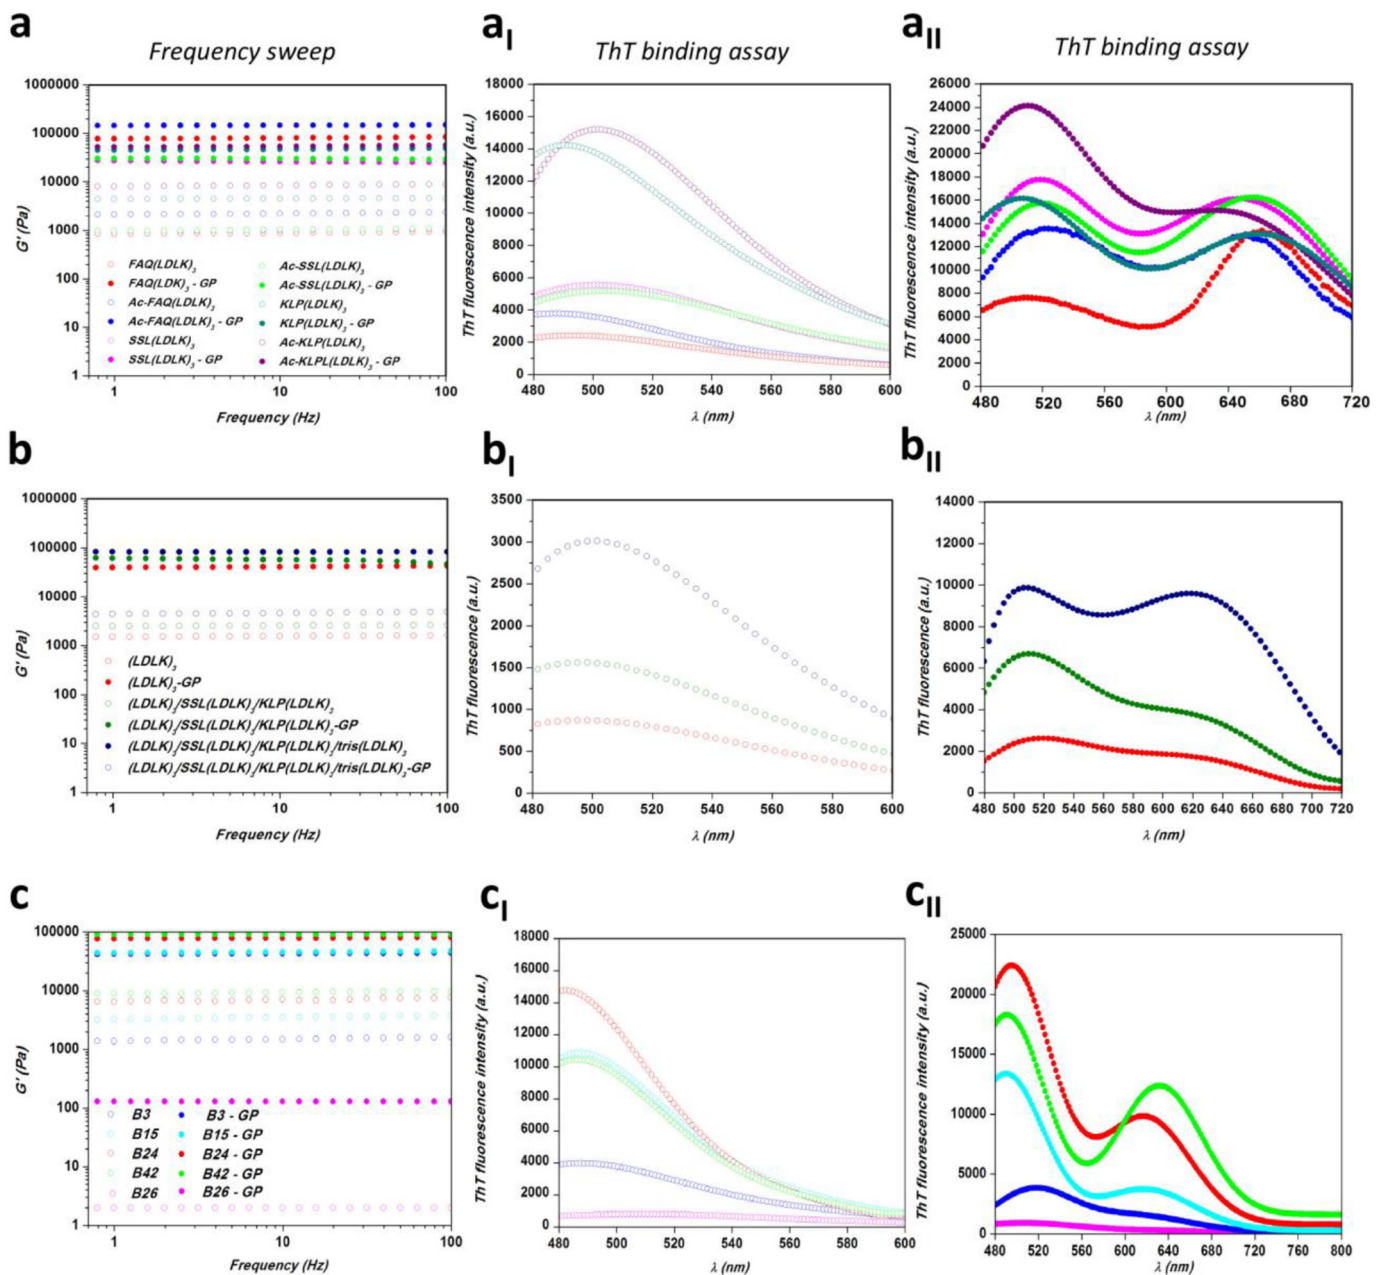 a
Frequency sweep
a_I
ThT binding assay
a_II
ThT binding assay
G' (Pa)
1000000
100000
10000
1000
100
10
1
FAQ(LDLK)₃
FAQ(LDK)₃ - GP
Ac-FAQ(LDLK)₃
Ac-FAQ(LDLK)₃ - GP
SSL(LDLK)₃
SSL(LDLK)₃ - GP
Ac-SSL(LDLK)₃
Ac-SSL(LDLK)₃ - GP
KLP(LDLK)₃
KLP(LDLK)₃ - GP
Ac-KLP(LDLK)₃
Ac-KLPL(LDLK)₃ - GP
1 10 100
Frequency (Hz)
ThT fluorescence intensity (a.u.)
18000
16000
14000
12000
10000
8000
6000
4000
2000
0
480 500 520 540 560 580 600
λ (nm)
ThT fluorescence intensity (a.u.)
26000
24000
22000
20000
18000
16000
14000
12000
10000
8000
6000
4000
2000
0
480 520 560 600 640 680 720
λ (nm)
b
b_I
b_II
G' (Pa)
1000000
100000
10000
1000
100
10
1
(LDLK)₃
(LDLK)₃-GP
(LDLK)₃/SSL(LDLK)₃/KLP(LDLK)₃
(LDLK)₃/SSL(LDLK)₃/KLP(LDLK)₃-GP
(LDLK)₃/SSL(LDLK)₃/KLP(LDLK)₃/tris(LDLK)₃
(LDLK)₃/SSL(LDLK)₃/KLP(LDLK)₃/tris(LDLK)₃-GP
1 10 100
Frequency (Hz)
ThT fluorescence (a.u.)
3500
3000
2500
2000
1500
1000
500
0
480 500 520 540 560 580 600
λ (nm)
ThT fluorescence (a.u.)
14000
12000
10000
8000
6000
4000
2000
0
480 500 520 540 560 580 600 620 640 660 680 700 720
λ (nm)
c
c_I
c_II
G' (Pa)
100000
10000
1000
100
10
1
B3
B15
B24
B42
B26
B3 - GP
B15 - GP
B24 - GP
B42 - GP
B26 - GP
1 10 100
Frequency (Hz)
ThT fluorescence intensity (a.u.)
18000
16000
14000
12000
10000
8000
6000
4000
2000
0
480 500 520 540 560 580 600
λ (nm)
ThT fluorescence intensity (a.u.)
25000
20000
15000
10000
5000
0
480 520 560 600 640 680 720 760 800
λ (nm)